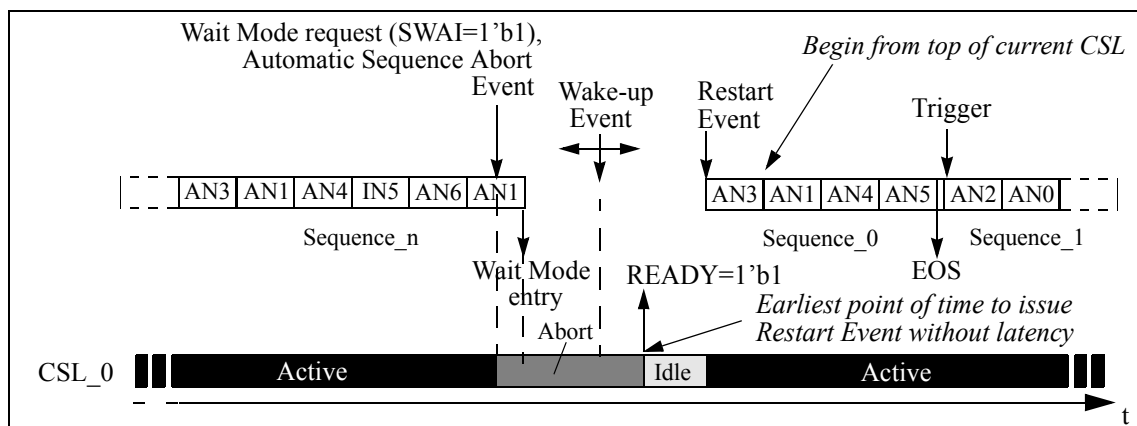 Wait Mode request (SWAI=1’b1),
Automatic Sequence Abort
Event
Wake-up
Event
Restart
Event
Begin from top of current CSL
Trigger
AN3 AN1 AN4 IN5 AN6 AN1
AN3 AN1 AN4 AN5 AN2 AN0
Sequence_n
Sequence_0
Sequence_1
Wait Mode
entry
READY=1’b1
EOS
Earliest point of time to issue
Restart Event without latency
Abort
CSL_0
Active
Idle
Active
t